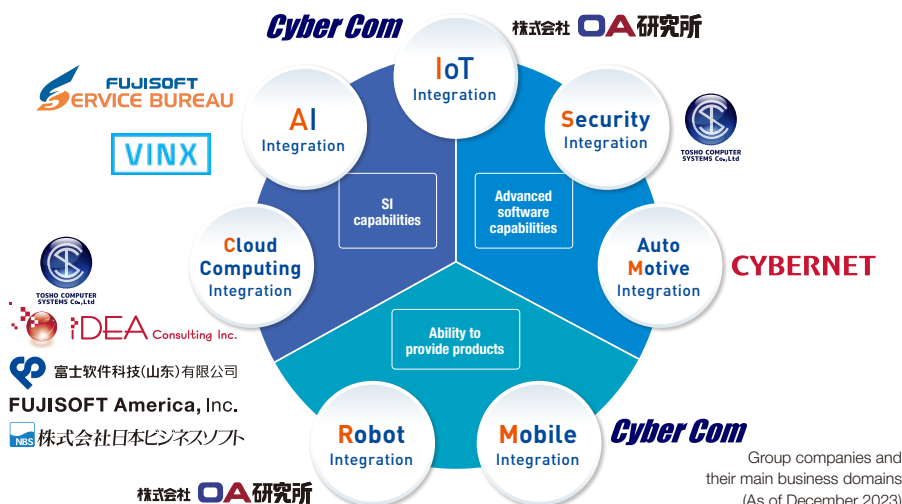 Cyber Com
株式会社 OA研究所
IoT
Integration
FUJISOFT
SERVICE BUREAU
AI
Integration
Security
Integration
TOSHO COMPUTER
SYSTEMS Co.,Ltd
VINX
SI
capabilities
Advanced
software
capabilities
Cloud
Computing
Integration
Auto
Motive
Integration
CYBERNET
TOSHO COMPUTER
SYSTEMS Co.,Ltd
iDEA Consulting Inc.
Ability to
provide products
富士软件科技(山东)有限公司
FUJISOFT America, Inc.
NBS 株式会社日本ビジネスソフト
Robot
Integration
Mobile
Integration
Cyber Com
株式会社 OA研究所
Group companies and
their main business domains
(As of December 2023)